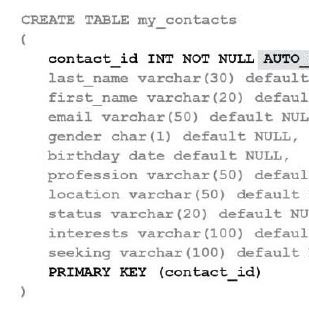 CREATE TABLE my_contacts
(
contact_id INT NOT NULL AUTO_
last_name varchar(30) default
first_name varchar(20) defaul
email varchar(50) default NUL
gender char(1) default NULL,
birthday date default NULL,
profession varchar(50) defaul
location varchar(50) default
status varchar(20) default NU
interests varchar(100) defaul
seeking varchar(100) default
PRIMARY KEY (contact_id)
)